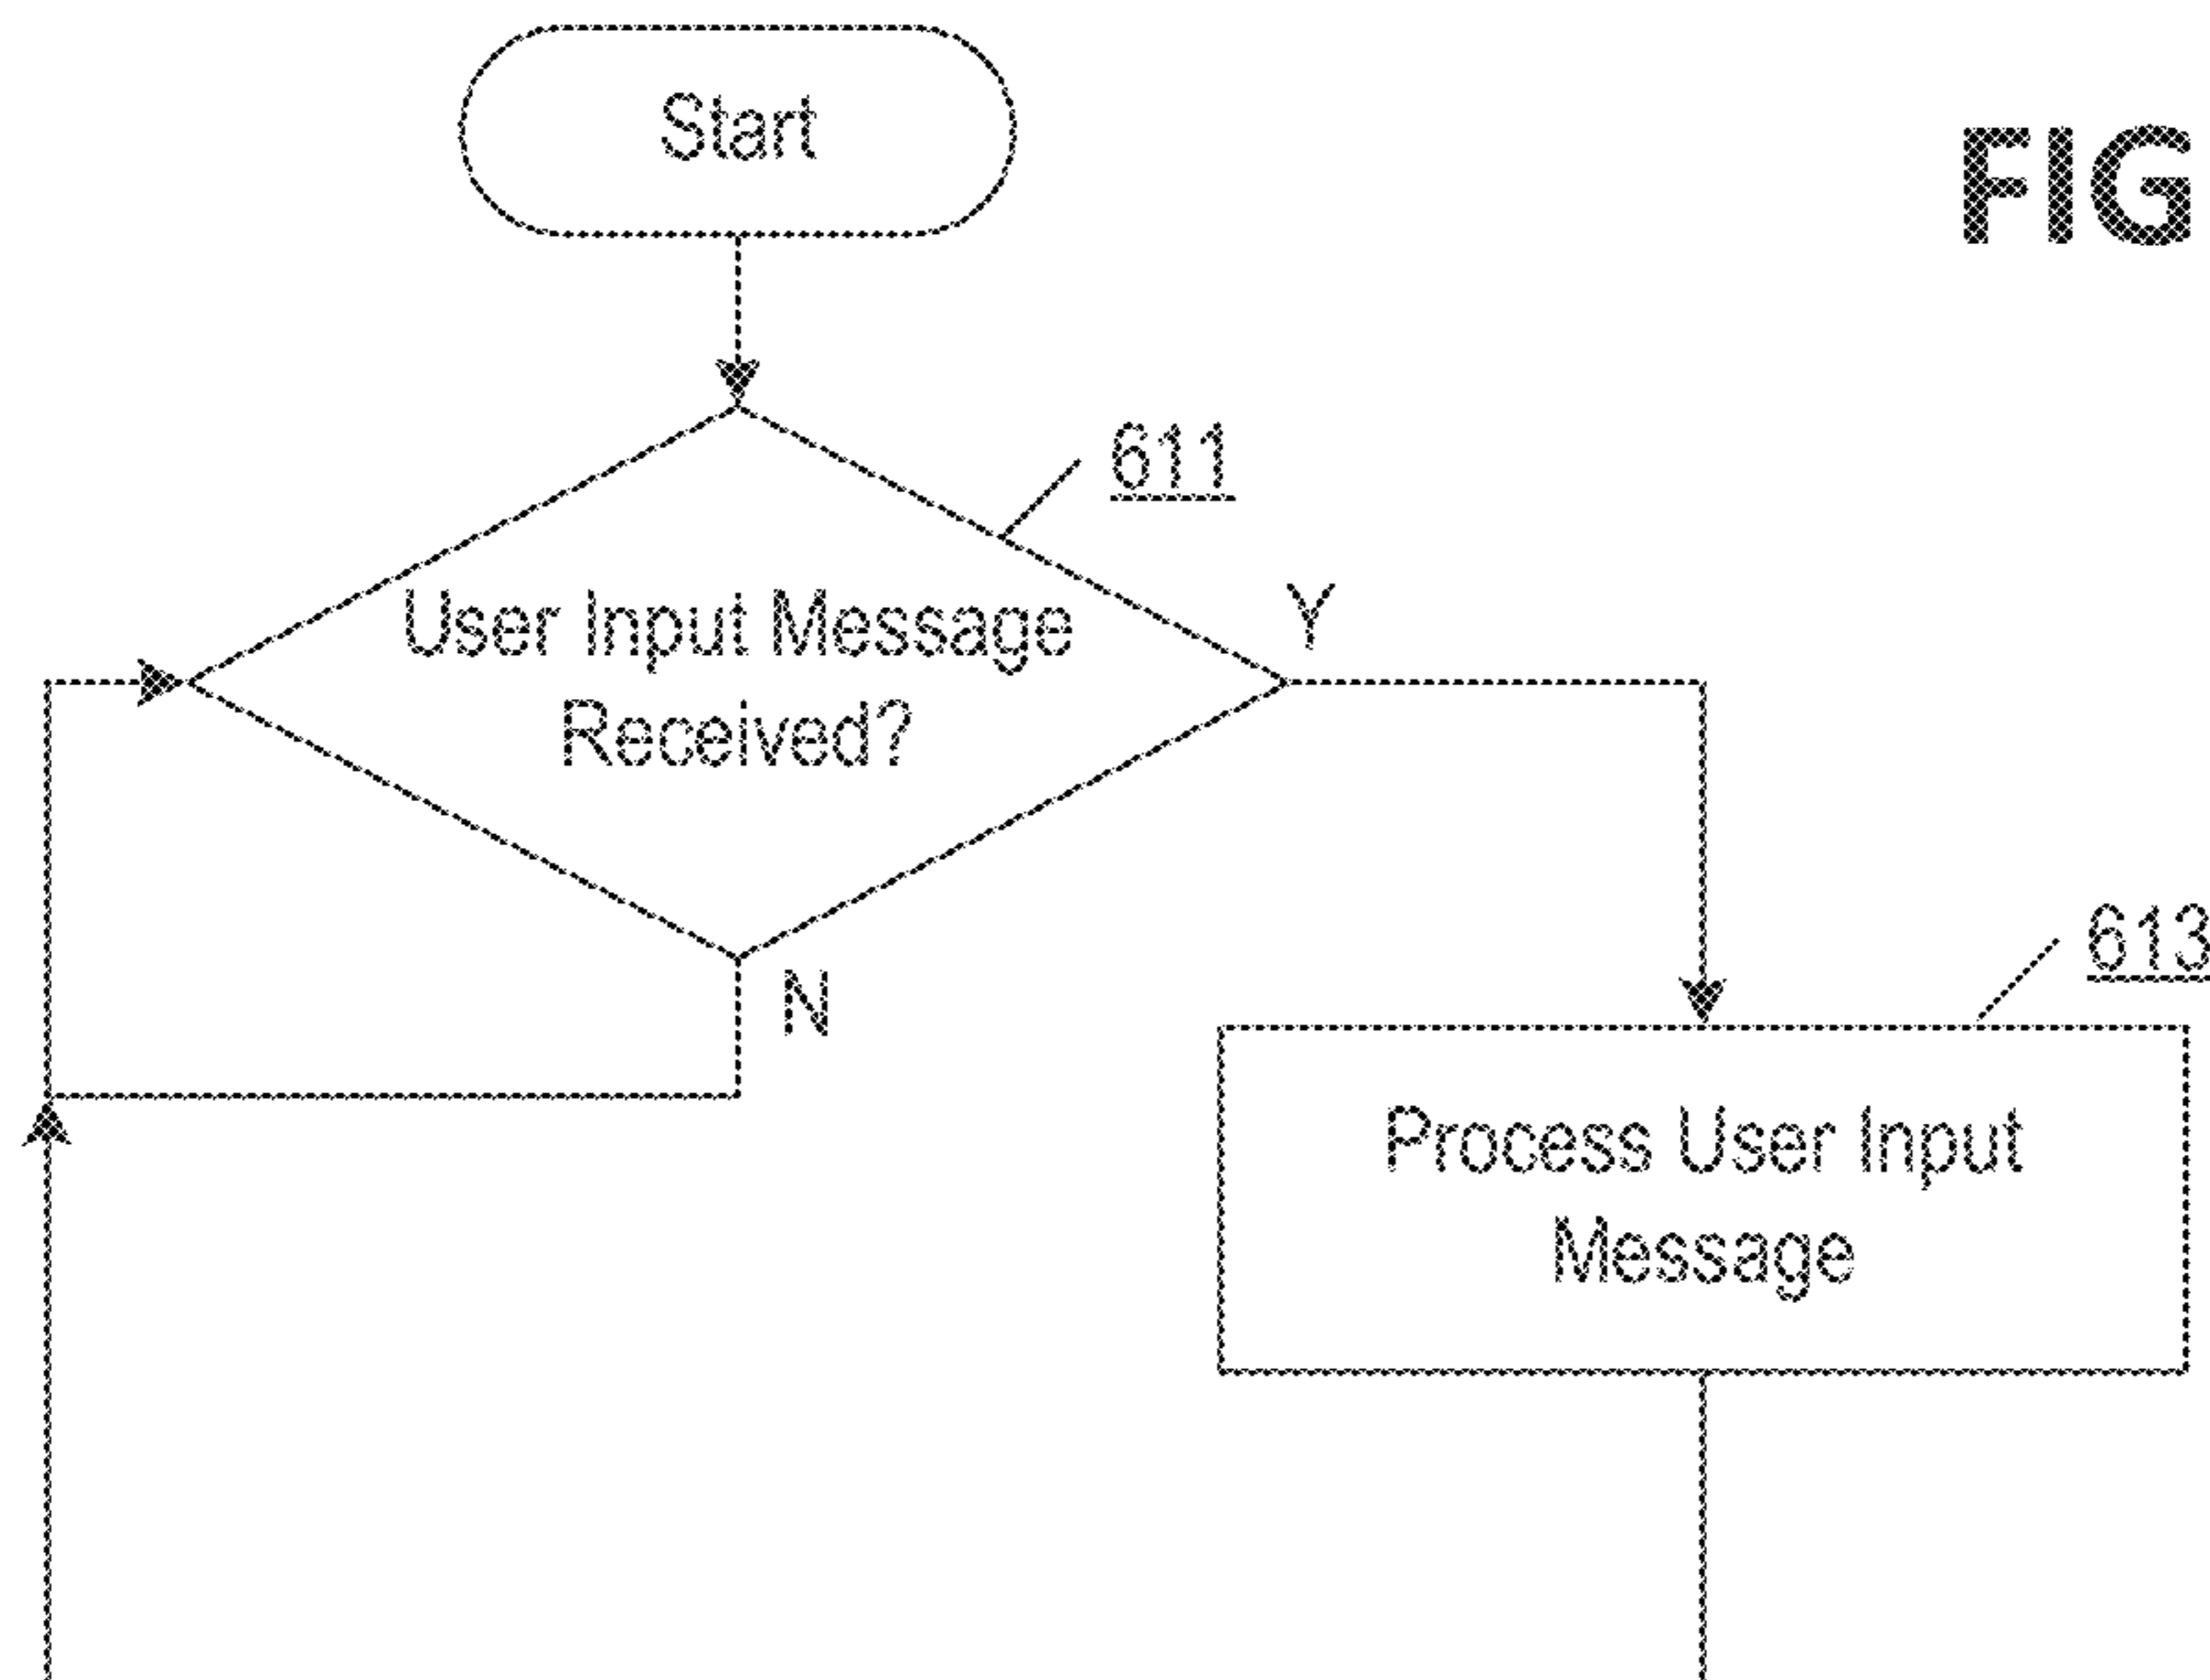 Start
FIG
611
User Input Message
Received?
Y
N
613
Process User Input
Message